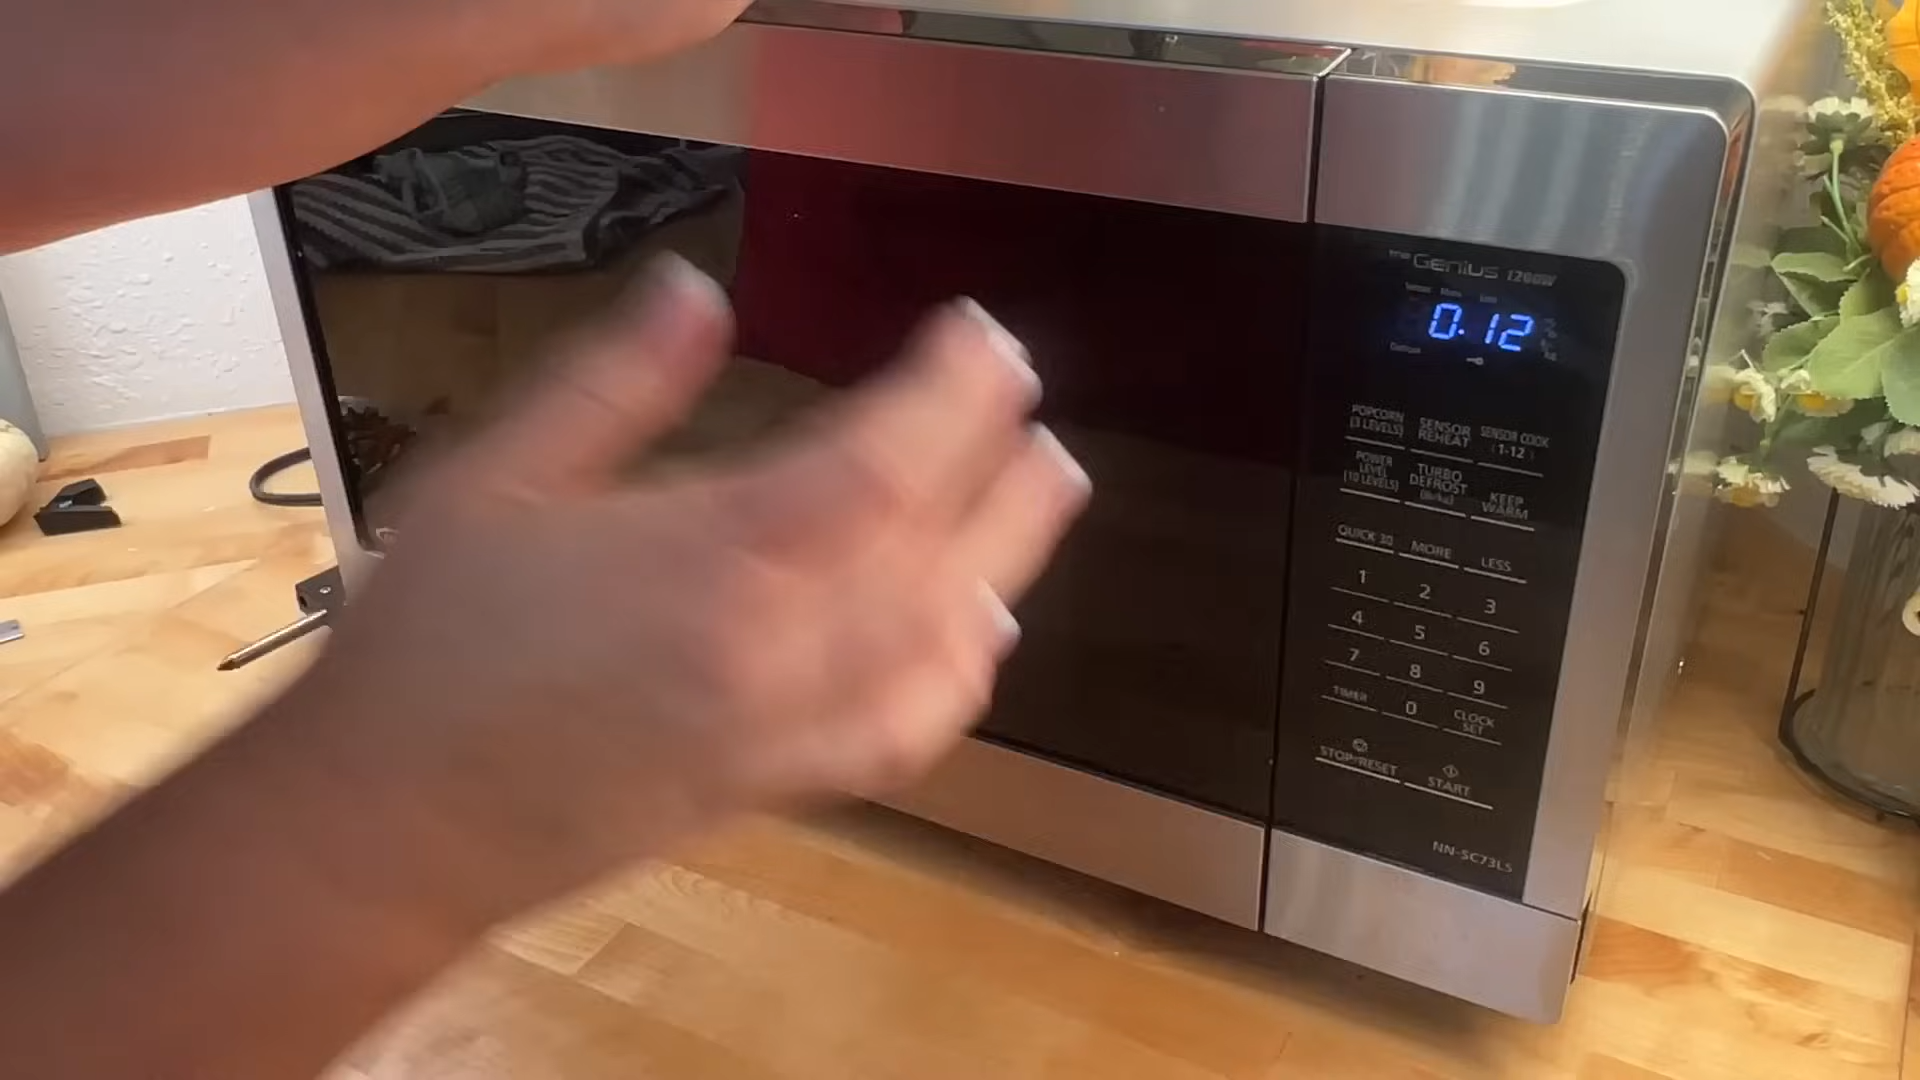 Genius 1200W
0.12
POPCORN
(3 LEVELS)
SENSOR
REHEAT
SENSOR COOK
(1-12)
POWER
LEVEL
(10 LEVELS)
TURBO
DEFROST
KEEP
WARM
QUICK 30
MORE
LESS
1
2
3
4
5
6
7
8
9
TIMER
0
CLOCK
SET
STOP/RESET
START
NN-SC73LS